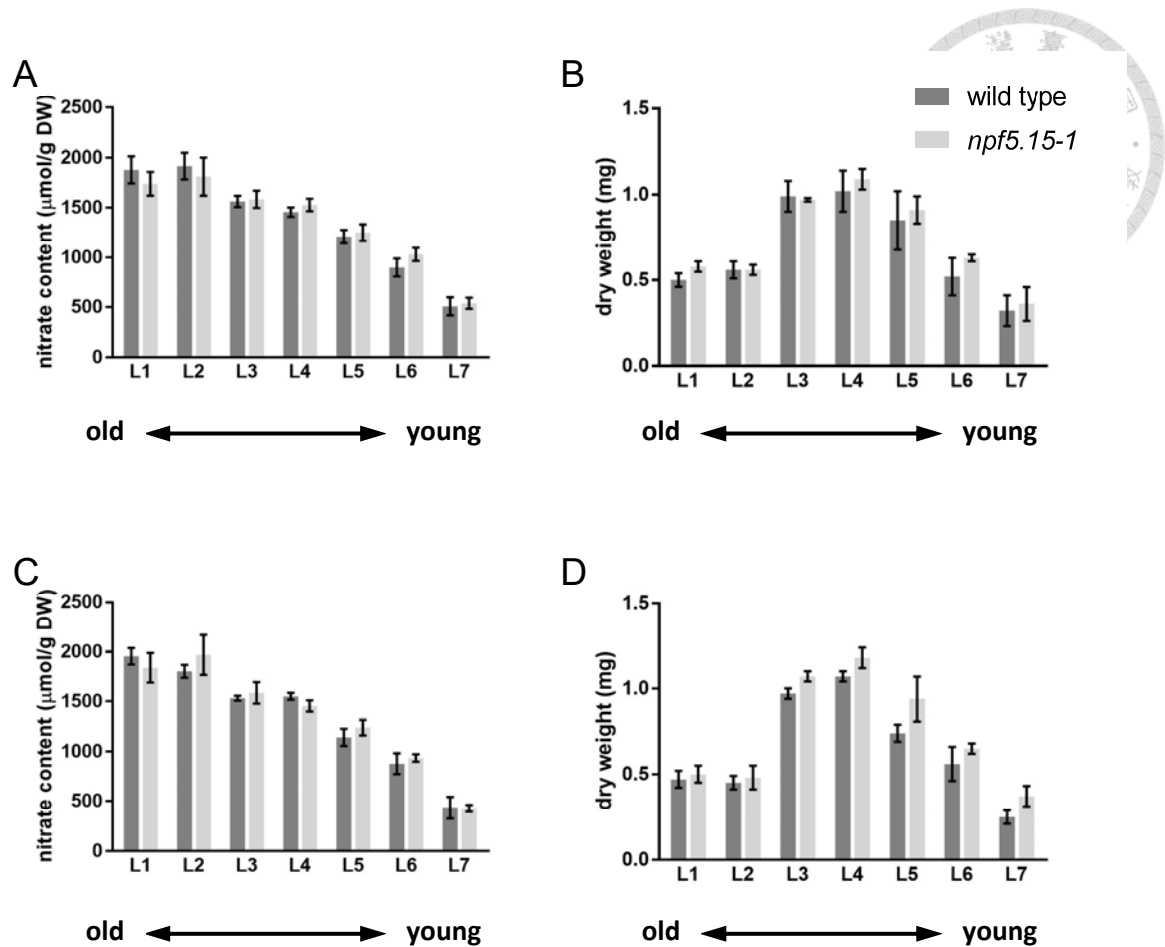 A
nitrate content (μmol/g DW)
2500
2000
1500
1000
500
0
L1 L2 L3 L4 L5 L6 L7
old young
B
dry weight (mg)
1.5
1.0
0.5
0.0
wild type
npf5.15-1
L1 L2 L3 L4 L5 L6 L7
old young
C
nitrate content (μmol/g DW)
2500
2000
1500
1000
500
0
L1 L2 L3 L4 L5 L6 L7
old young
D
dry weight (mg)
1.5
1.0
0.5
0.0
L1 L2 L3 L4 L5 L6 L7
old young